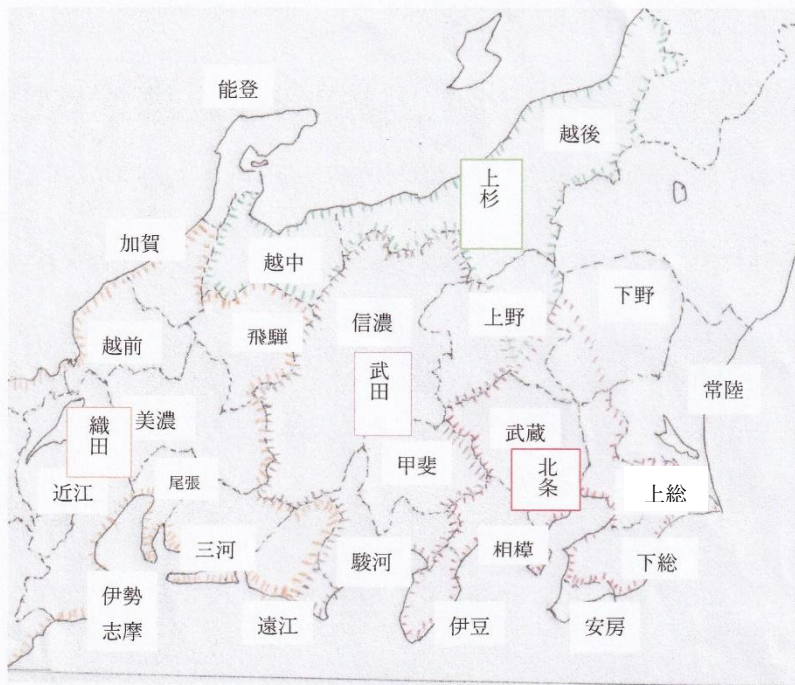 能登
越後
上杉
加賀
越中
下野
上野
信濃
飛騨
越前
武田
常陸
美濃
織田
武蔵
甲斐
北条
尾張
上総
近江
三河
相樟
駿河
下総
伊勢
志摩
遠江
伊豆
安房